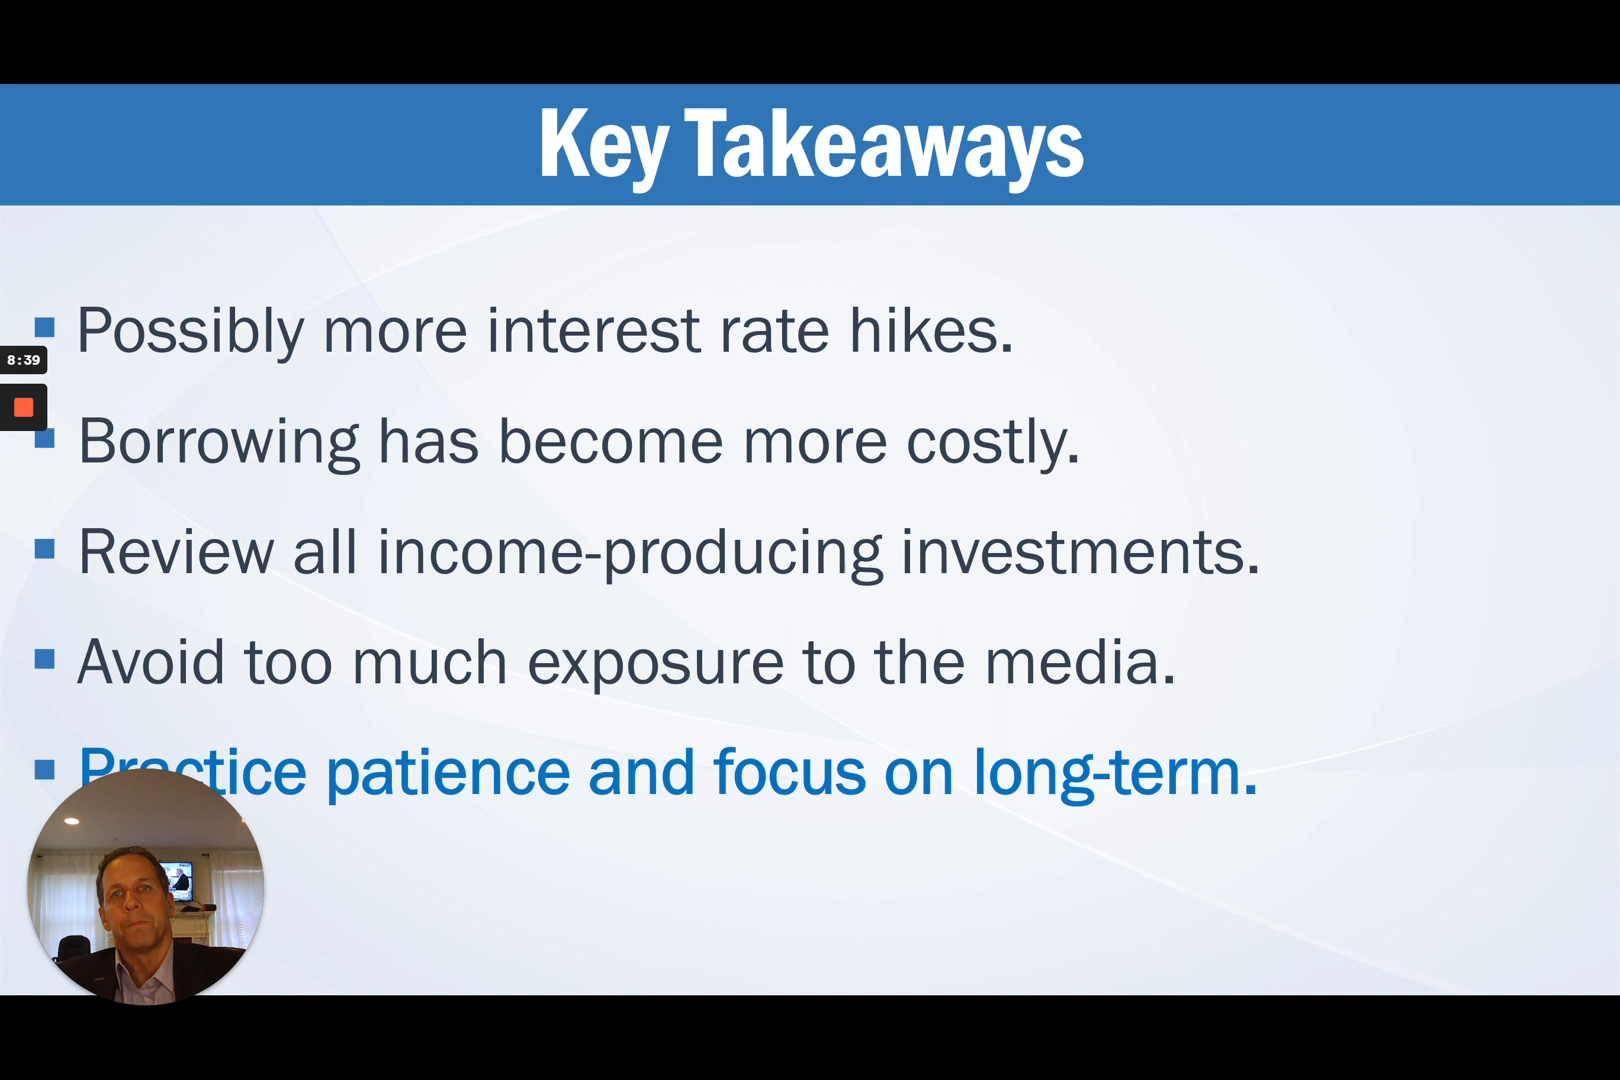 Key Takeaways
Possibly more interest rate hikes.
8:39
Borrowing has become more costly.
Review all income-producing investments.
Avoid too much exposure to the media.
Practice patience and focus on long-term.